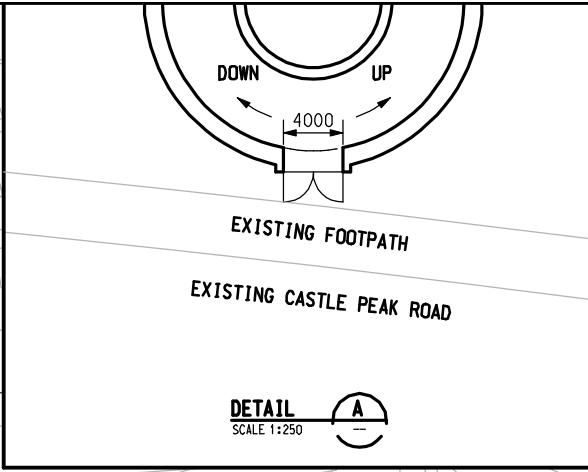 DOWN
UP
4000
EXISTING FOOTPATH
EXISTING CASTLE PEAK ROAD
DETAIL
A
SCALE 1:250
--